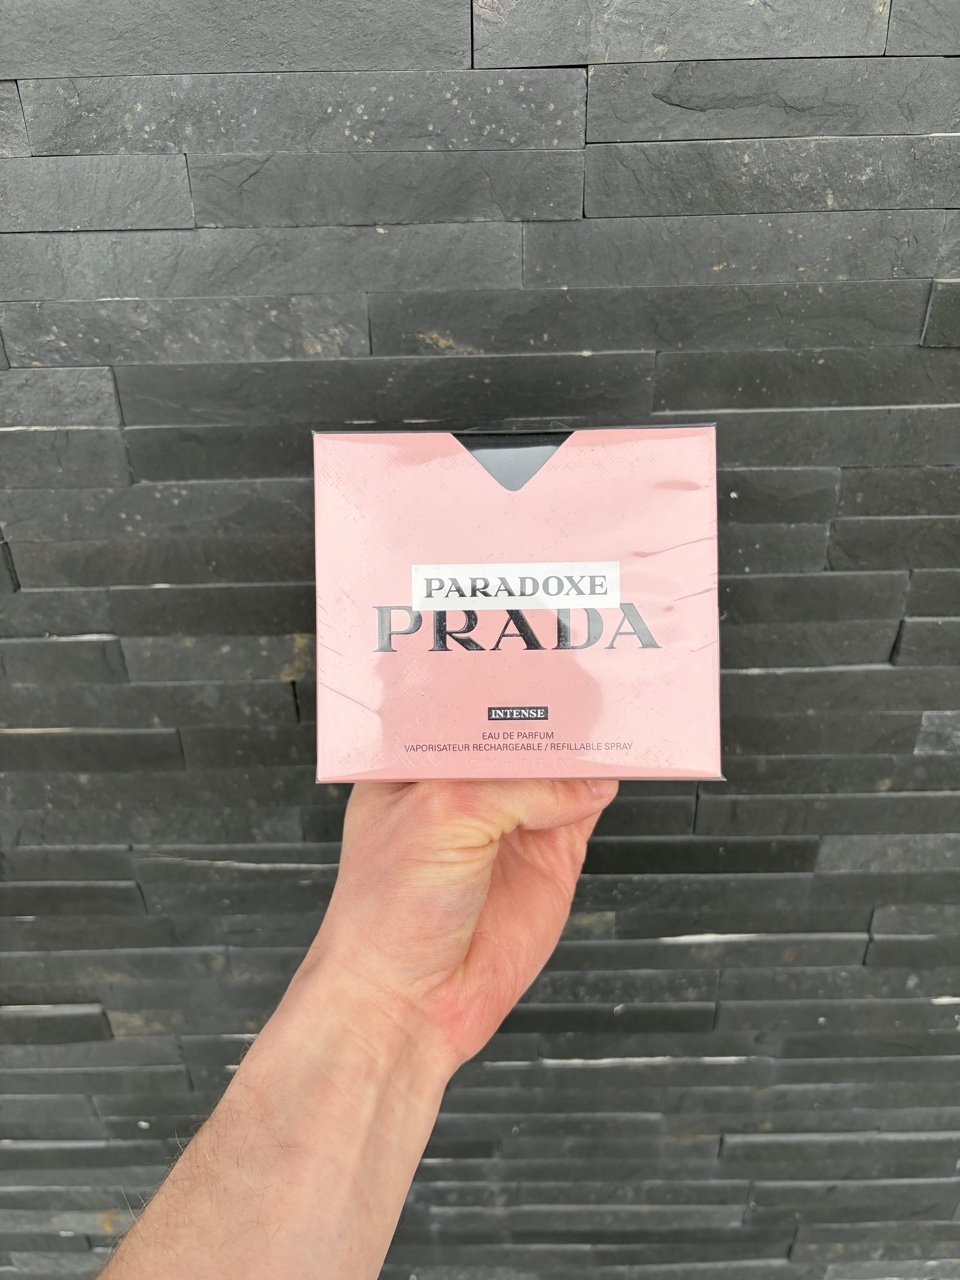 PARADOXE
PRADA
INTENSE
EAU DE PARFUM
VAPORISATEUR RECHARGEABLE / REFILLABLE SPRAY